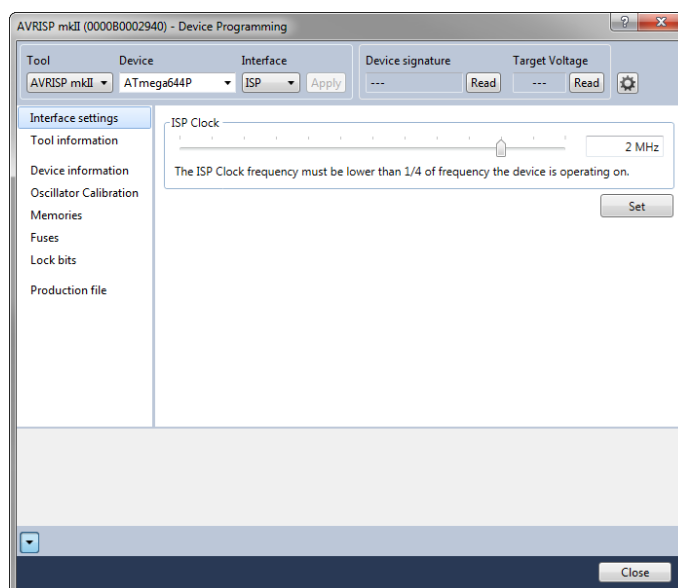 AVRISP mkII (0000B0002940) - Device Programming
Tool Device Interface Device signature Target Voltage
AVRISP mkII ATmega644P ISP Apply --- Read --- Read
Interface settings
Tool information
Device information
Oscillator Calibration
Memories
Fuses
Lock bits
Production file
ISP Clock
2 MHz
The ISP Clock frequency must be lower than 1/4 of frequency the device is operating on.
Set
Close